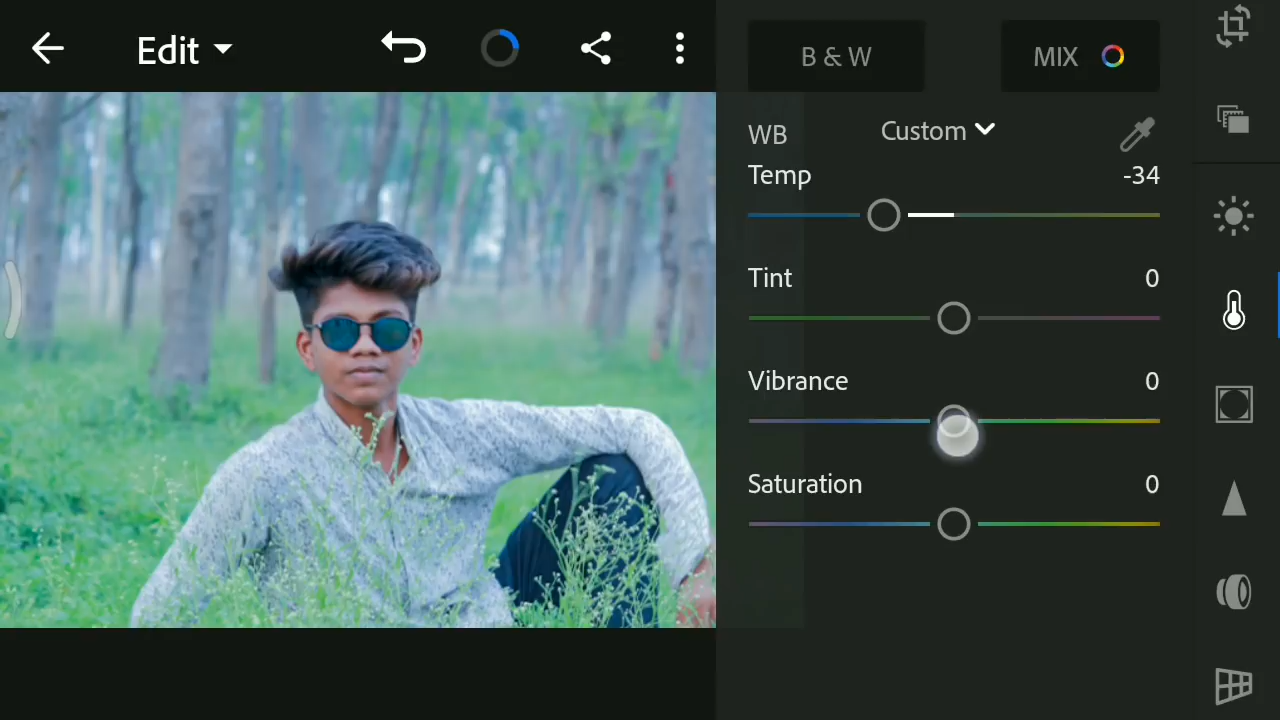 Edit
B & W
MIX
WB
Custom
Temp
-34
Tint
0
Vibrance
0
Saturation
0